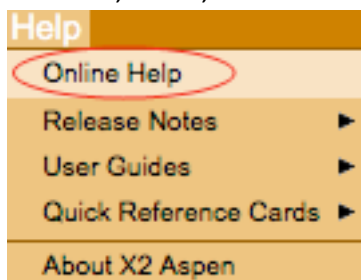 Help
Online Help
Release Notes
User Guides
Quick Reference Cards
About X2 Aspen